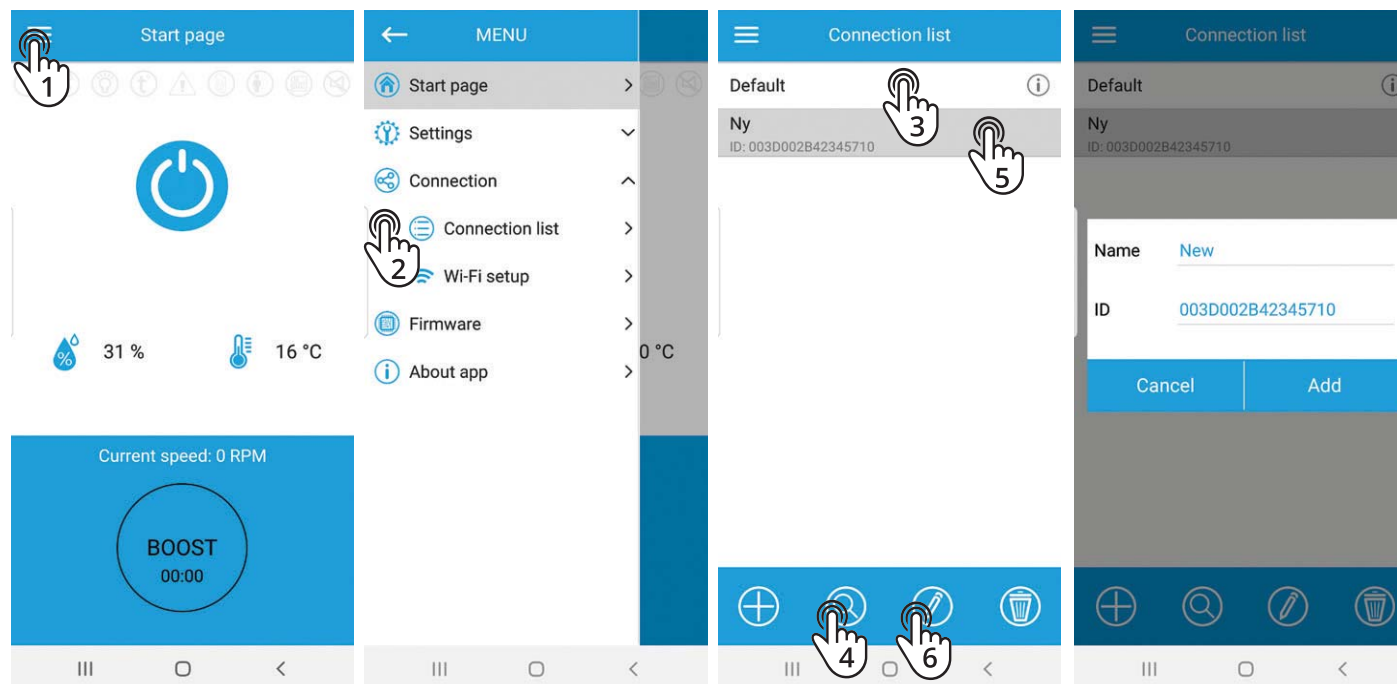 Start page
1
31 %
16 °C
Current speed: 0 RPM
BOOST
00:00
MENU
Start page
Settings
Connection
Connection list
2
Wi-Fi setup
Firmware
About app
0 °C
Connection list
Default
3
Ny
ID: 003D002B42345710
5
4
6
Connection list
Default
Ny
ID: 003D002B42345710
Name New
ID 003D002B42345710
Cancel Add